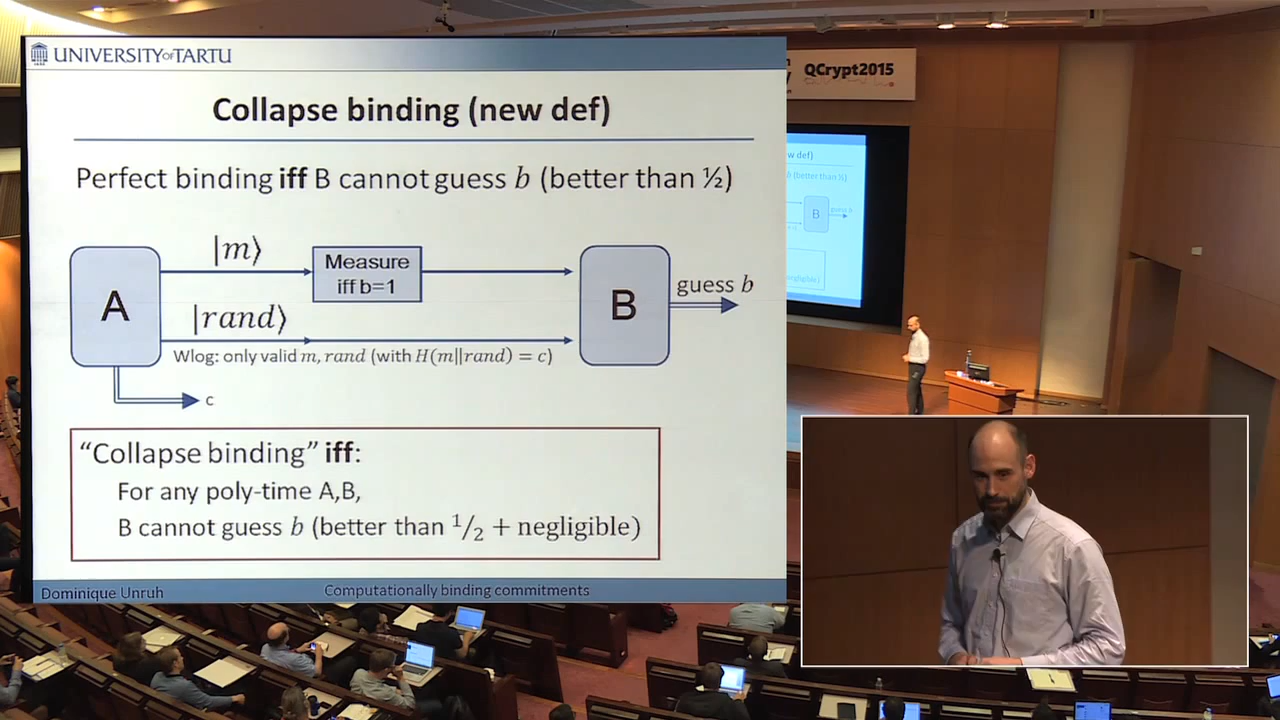 UNIVERSITY OF TARTU
Collapse binding (new def)
Perfect binding iff B cannot guess b (better than ½)
|m⟩
Measure
iff b=1
A
B
guess b
|rand⟩
Wlog: only valid m, rand (with H(m||rand) = c)
c
“Collapse binding” iff:
For any poly-time A,B,
B cannot guess b (better than 1/2 + negligible)
Dominique Unruh
Computationally binding commitments
QCrypt2015
w def)
B
guess b